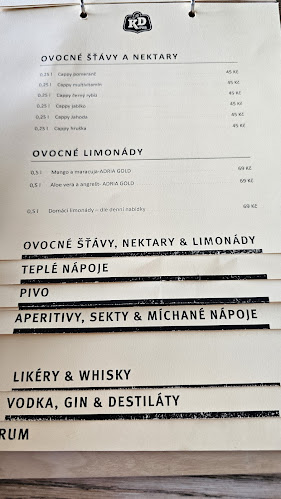 KD
OVOCNÉ ŠŤÁVY A NEKTARY
0,25 l Cappy pomeranč 45 Kč
0,25 l Cappy multivitamín 45 Kč
0,25 l Cappy černý rybíz 45 Kč
0,25 l Cappy jablko 45 Kč
0,25 l Cappy jahoda 45 Kč
0,25 l Cappy hruška 45 Kč
OVOCNÉ LIMONÁDY
0,5 l Mango a maracuja-ADRIA GOLD 69 Kč
0,5 l Aloe vera a angrešt- ADRIA GOLD 69 Kč
0,5 l Domácí limonády – dle denní nabídky 69 Kč
OVOCNÉ ŠŤÁVY, NEKTARY & LIMONÁDY
TEPLÉ NÁPOJE
PIVO
APERITIVY, SEKTY & MÍCHANÉ NÁPOJE
LIKÉRY & WHISKY
VODKA, GIN & DESTILÁTY
RUM